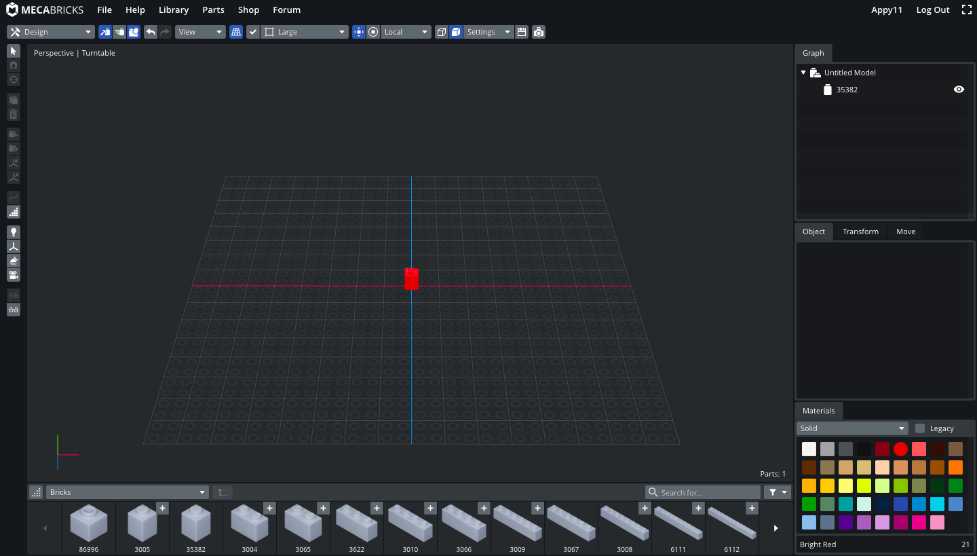 MECABRICKS File Help Library Parts Shop Forum Appy11 Log Out
Design View Large Local Settings
Perspective | Turntable
Graph
Untitled Model
35382
Object Transform Move
Materials
Solid Legacy
Parts: 1
Bricks Search for...
86996 3005 35382 3004 3065 3622 3010 3066 3009 3067 3008 6111 6112
Bright Red 21